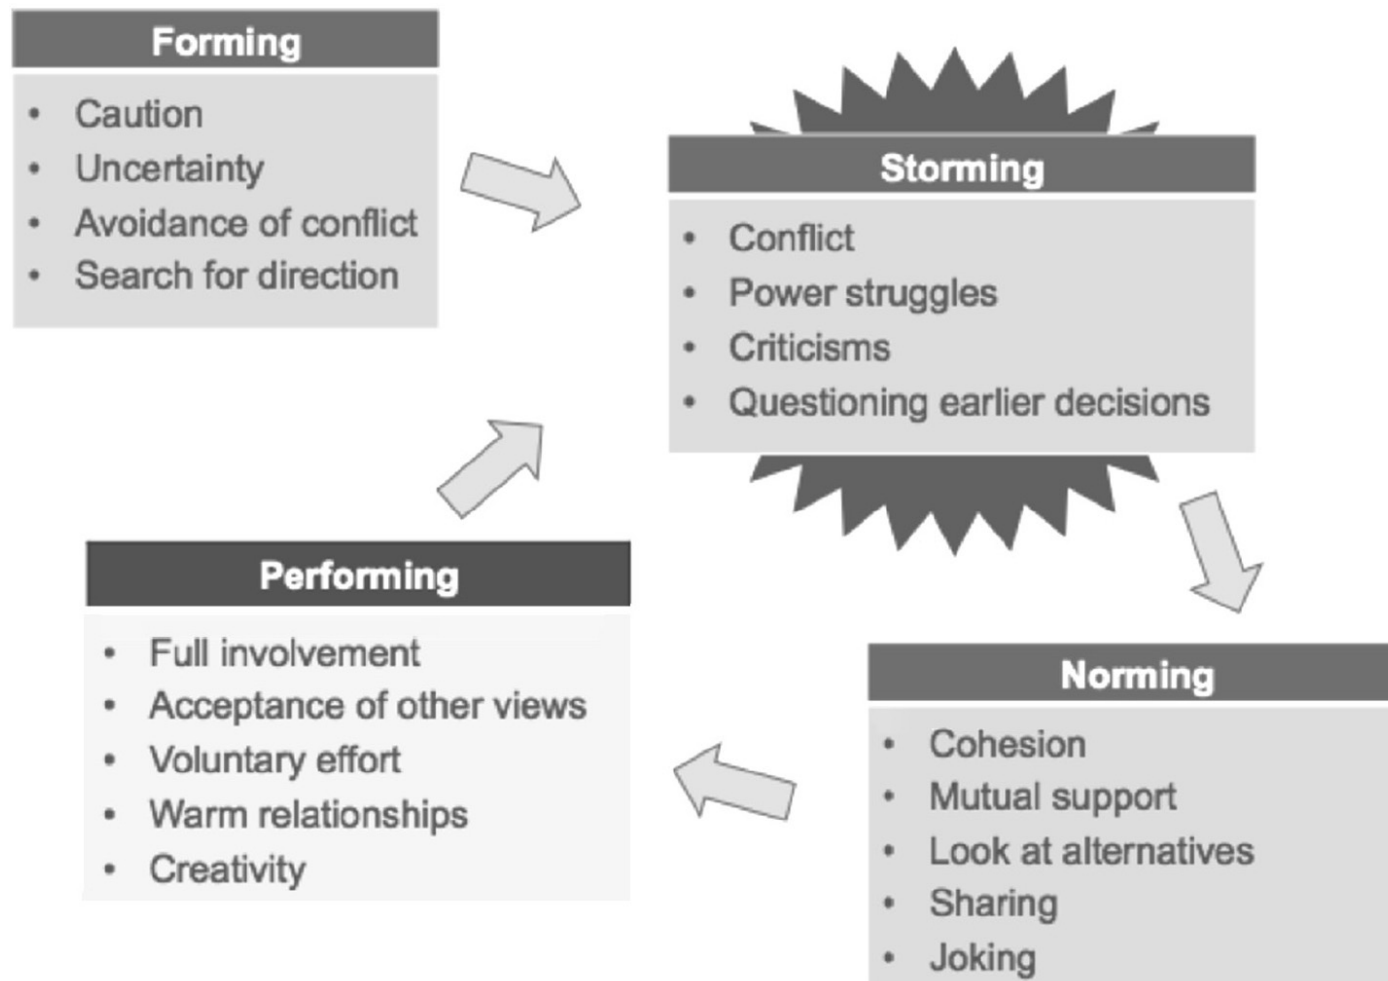 Forming
• Caution
• Uncertainty
• Avoidance of conflict
• Search for direction
Storming
• Conflict
• Power struggles
• Criticisms
• Questioning earlier decisions
Performing
• Full involvement
• Acceptance of other views
• Voluntary effort
• Warm relationships
• Creativity
Norming
• Cohesion
• Mutual support
• Look at alternatives
• Sharing
• Joking